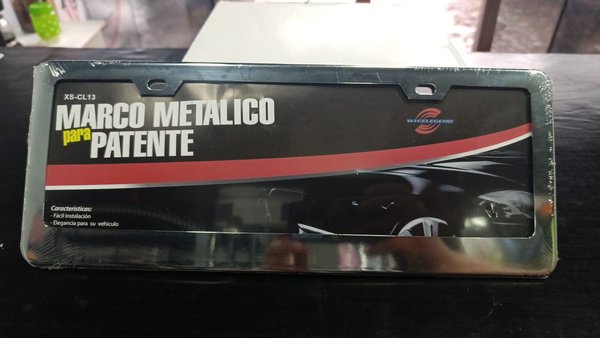 XS-CL13
MARCO METALICO
para
PATENTE
WHEELEGEND
Características:
- Fácil instalación
- Elegancia para su vehículo